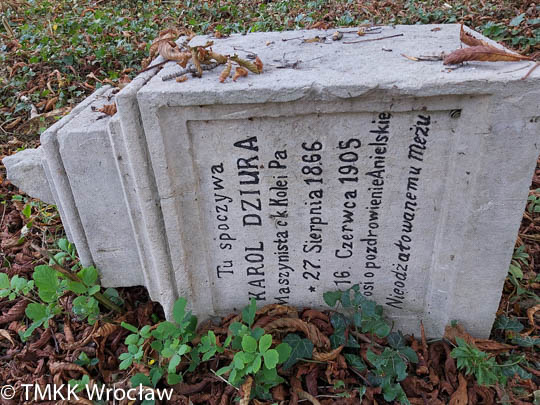 Tu spoczywa
KAROL DZIURA
Maszynista c k Kolei Pa
* 27. Sierpnia 1866
16. Czerwca 1905.
osi o pozdrowienie Anielskie
Nieodżałowanemu mężu
© TMKK Wrocław